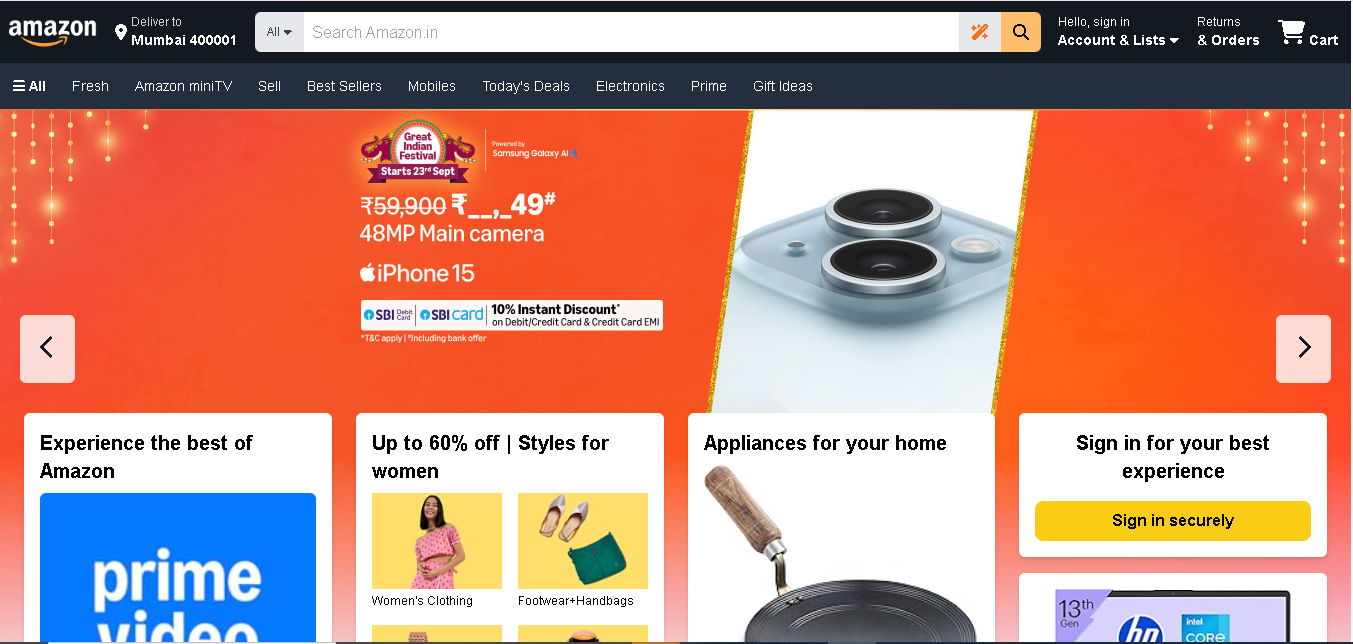 amazon
Deliver to
Mumbai 400001
All
Search Amazon.in
Hello, sign in
Account & Lists
Returns
& Orders
Cart
All
Fresh
Amazon miniTV
Sell
Best Sellers
Mobiles
Today's Deals
Electronics
Prime
Gift Ideas
Great
Indian
Festival
Starts 23rd Sept
Powered by
Samsung Galaxy AI
₹59,900 ₹__,_49#
48MP Main camera
iPhone 15
SBI Debit Card
SBI card
10% Instant Discount*
on Debit/Credit Card & Credit Card EMI
*T&C apply | #Including bank offer
Experience the best of
Amazon
prime
video
Up to 60% off | Styles for
women
Women's Clothing
Footwear+Handbags
Appliances for your home
Sign in for your best
experience
Sign in securely
13th
Gen
hp
intel
CORE